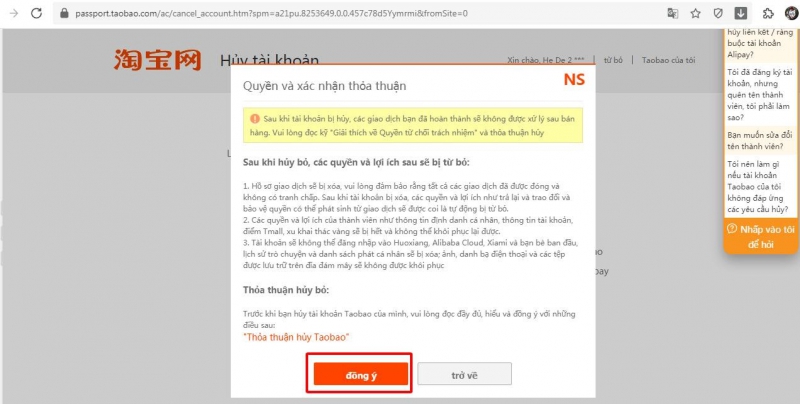 passport.taobao.com/ac/cancel_account.htm?spm=a21pu.8253649.0.0.457c78d5Yymrmi&fromSite=0
淘宝网 Hủy tài khoản
Xin chào, He De 2 *** từ bỏ Taobao của tôi
Quyền và xác nhận thỏa thuận
NS
Sau khi tài khoản bị hủy, các giao dịch bạn đã hoàn thành sẽ không được xử lý sau bán
hàng. Vui lòng đọc kỹ "Giải thích về Quyền từ chối trách nhiệm" và thỏa thuận hủy
Sau khi hủy bỏ, các quyền và lợi ích sau sẽ bị từ bỏ:
1. Hồ sơ giao dịch sẽ bị xóa, vui lòng đảm bảo rằng tất cả các giao dịch đã được đóng và
không có tranh chấp. Sau khi tài khoản bị xóa, các quyền và lợi ích như trả lại và trao đổi và
bảo vệ quyền có thể phát sinh từ giao dịch sẽ được coi là tự động bị từ bỏ.
2. Các quyền và lợi ích của thành viên như thông tin định danh cá nhân, thông tin tài khoản,
điểm Tmall, xu khai thác vàng sẽ bị hết và không thể khôi phục lại được.
3. Tài khoản sẽ không thể đăng nhập vào Huoxiang, Alibaba Cloud, Xiami và bạn bè ban đầu,
lịch sử trò chuyện và danh sách phát cá nhân sẽ bị xóa; ảnh, danh bạ điện thoại và các tệp
được lưu trữ trên đĩa đám mây sẽ không được khôi phục
Thỏa thuận hủy bỏ:
Trước khi bạn hủy tài khoản Taobao của mình, vui lòng đọc đầy đủ, hiểu và đồng ý với những
điều sau:
"Thỏa thuận hủy Taobao"
đồng ý
trở về
hủy liên kết / ràng
buộc tài khoản
Alipay?
Tôi đã đăng ký tài
khoản, nhưng
quên tên thành
viên, tôi phải làm
sao?
Bạn muốn sửa đổi
tên thành viên?
Tôi nên làm gì
nếu tài khoản
Taobao của tôi
không đáp ứng
các yêu cầu hủy?
Nhấp vào tôi
để hỏi